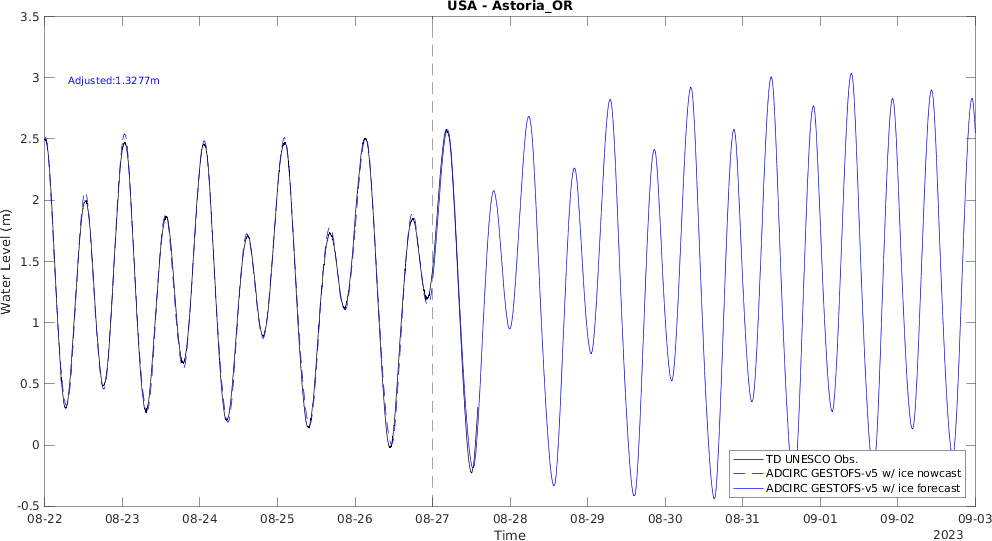 USA - Astoria_OR
3.5
3
2.5
2
1.5
1
0.5
0
-0.5
Water Level (m)
Adjusted:1.3277m
TD UNESCO Obs.
ADCIRC GESTOFS-v5 w/ ice nowcast
ADCIRC GESTOFS-v5 w/ ice forecast
08-22 08-23 08-24 08-25 08-26 08-27 08-28 08-29 08-30 08-31 09-01 09-02 09-03
Time
2023